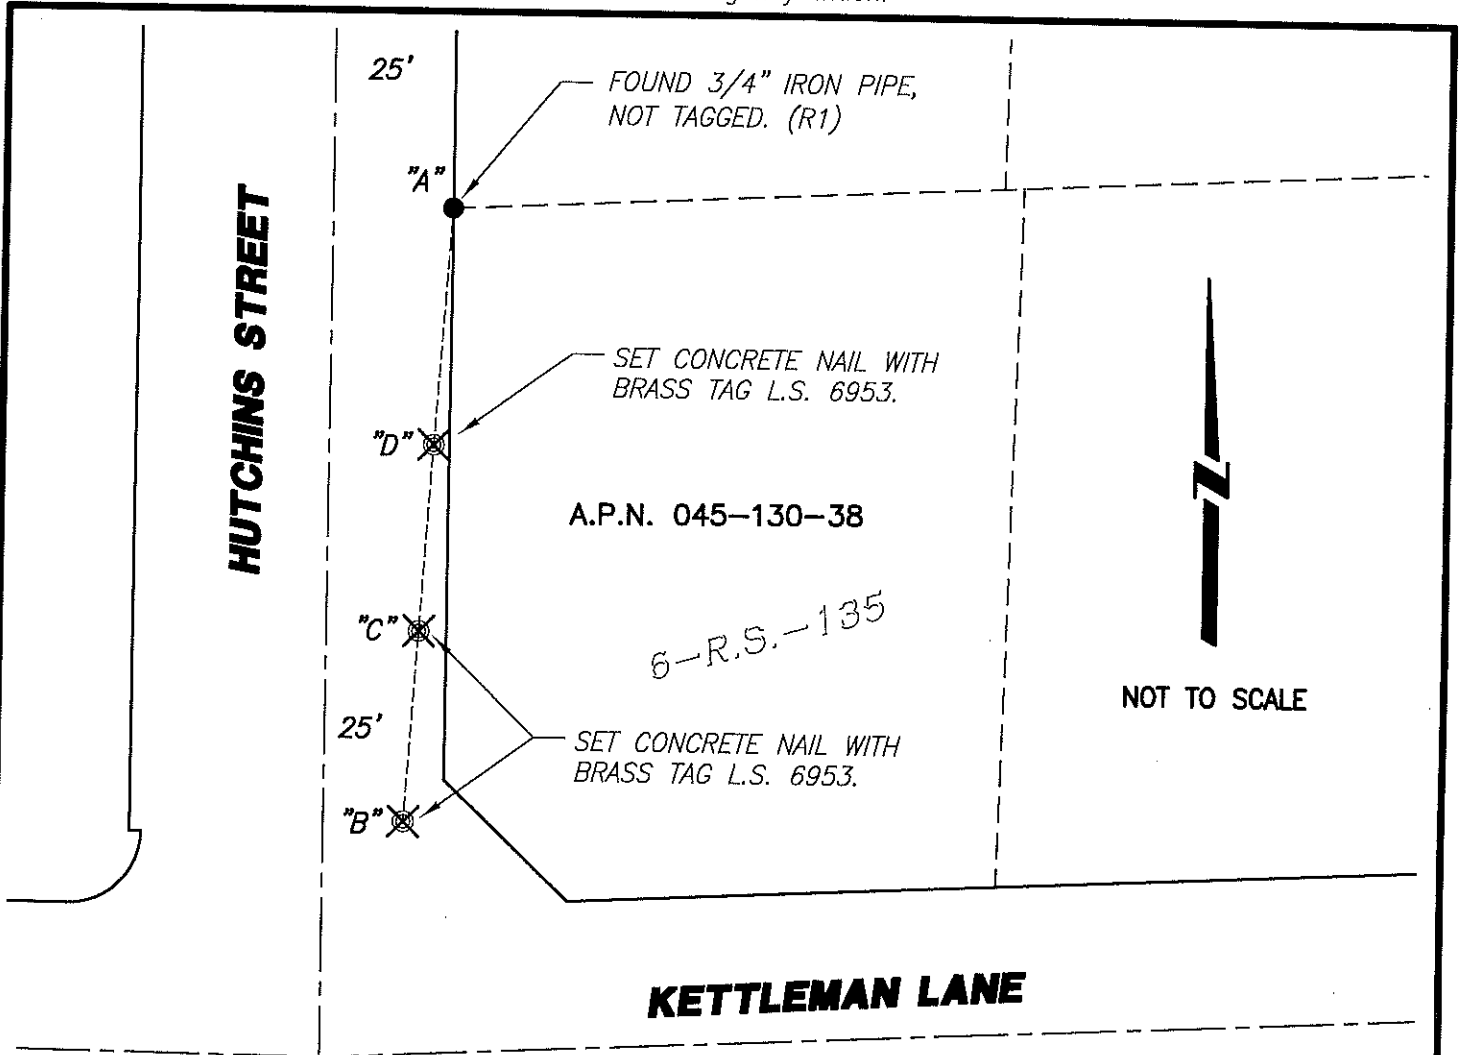 25'
FOUND 3/4" IRON PIPE,
NOT TAGGED. (R1)
"A"
HUTCHINS STREET
SET CONCRETE NAIL WITH
BRASS TAG L.S. 6953.
"D"
A.P.N. 045-130-38
6-R.S.-135
"C"
NOT TO SCALE
25'
SET CONCRETE NAIL WITH
BRASS TAG L.S. 6953.
"B"
KETTLEMAN LANE